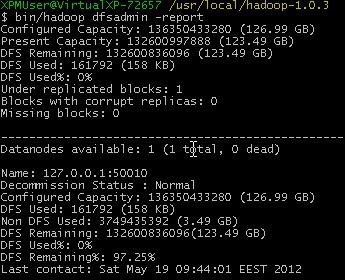 XPMUser@VirtualXP-72657 /usr/local/hadoop-1.0.3
$ bin/hadoop dfsadmin -report
Configured Capacity: 136350433280 (126.99 GB)
Present Capacity: 132600997888 (123.49 GB)
DFS Remaining: 132600836096 (123.49 GB)
DFS Used: 161792 (158 KB)
DFS Used%: 0%
Under replicated blocks: 1
Blocks with corrupt replicas: 0
Missing blocks: 0
-------------------------------------------------
Datanodes available: 1 (1 total, 0 dead)
Name: 127.0.0.1:50010
Decommission Status : Normal
Configured Capacity: 136350433280 (126.99 GB)
DFS Used: 161792 (158 KB)
Non DFS Used: 3749435392 (3.49 GB)
DFS Remaining: 132600836096(123.49 GB)
DFS Used%: 0%
DFS Remaining%: 97.25%
Last contact: Sat May 19 09:44:01 EEST 2012